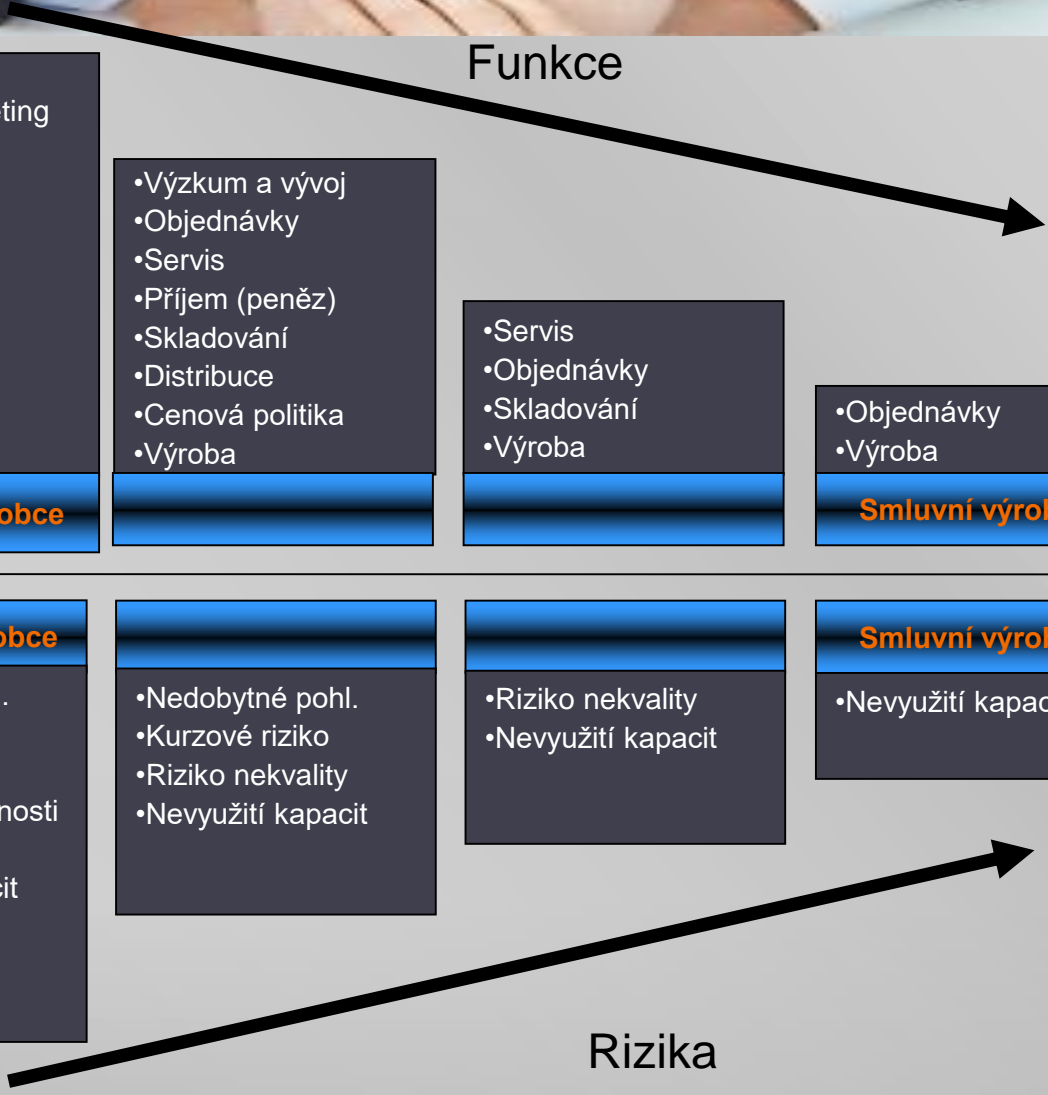 Funkce
eting
•Výzkum a vývoj
•Objednávky
•Servis
•Příjem (peněz)
•Skladování
•Distribuce
•Cenová politika
•Výroba
•Servis
•Objednávky
•Skladování
•Výroba
•Objednávky
•Výroba
obce
Smluvní výrob
obce
Smluvní výrob
.
nosti
cit
•Nedobytné pohl.
•Kurzové riziko
•Riziko nekvality
•Nevyužití kapacit
•Riziko nekvality
•Nevyužití kapacit
•Nevyužití kapac
Rizika